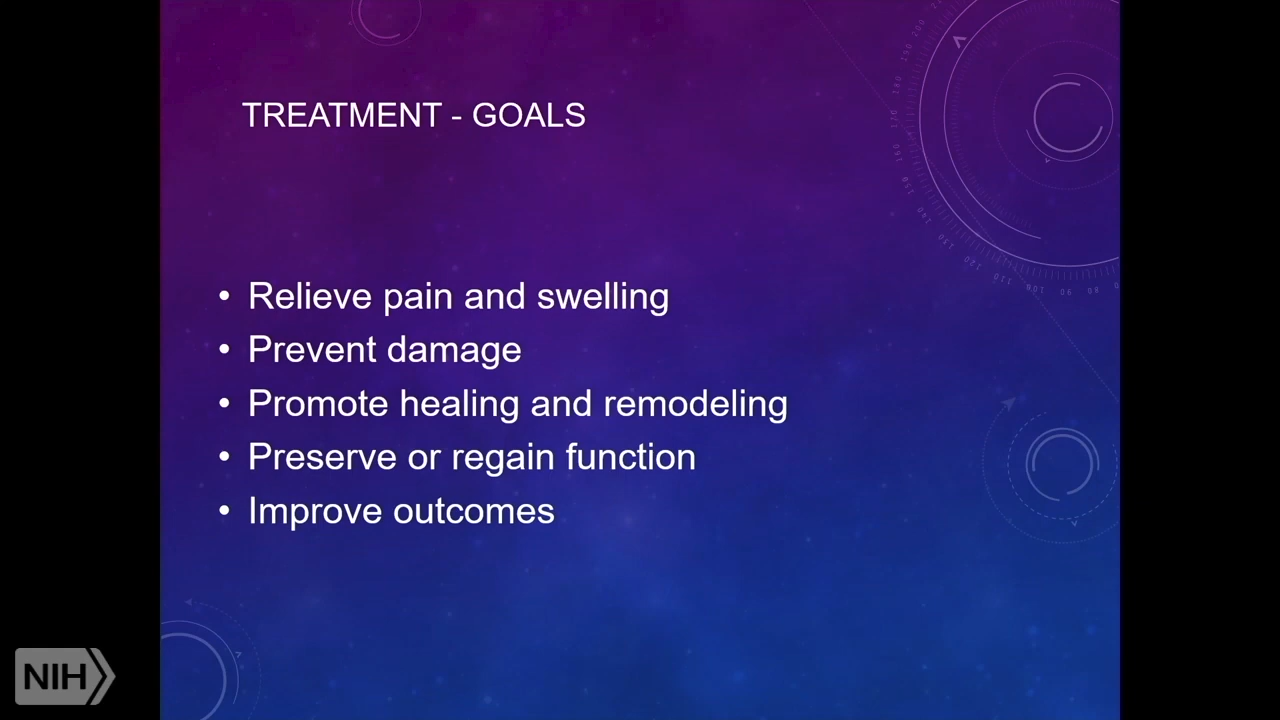 TREATMENT - GOALS
• Relieve pain and swelling
• Prevent damage
• Promote healing and remodeling
• Preserve or regain function
• Improve outcomes
NIH